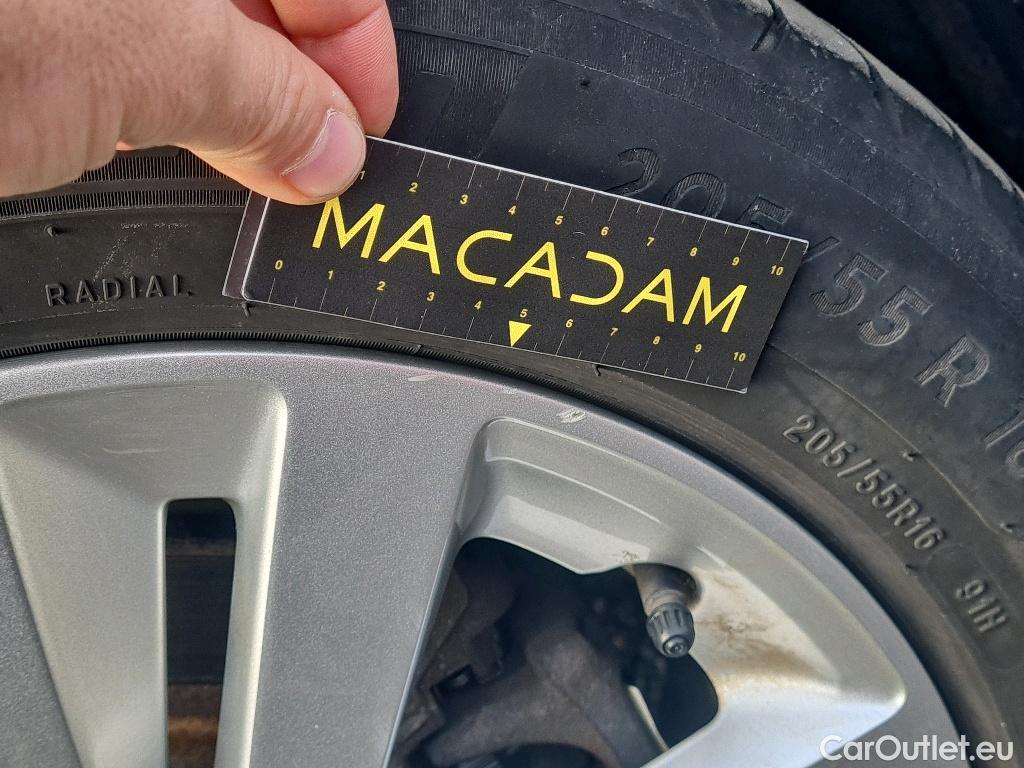 1 2 3 4 5 6 7 8 9 10
MACADAM
0 1 2 3 4 5 6 7 8 9 10
RADIAL
205/55 R 16
205/55R16
91H
CarOutlet.eu